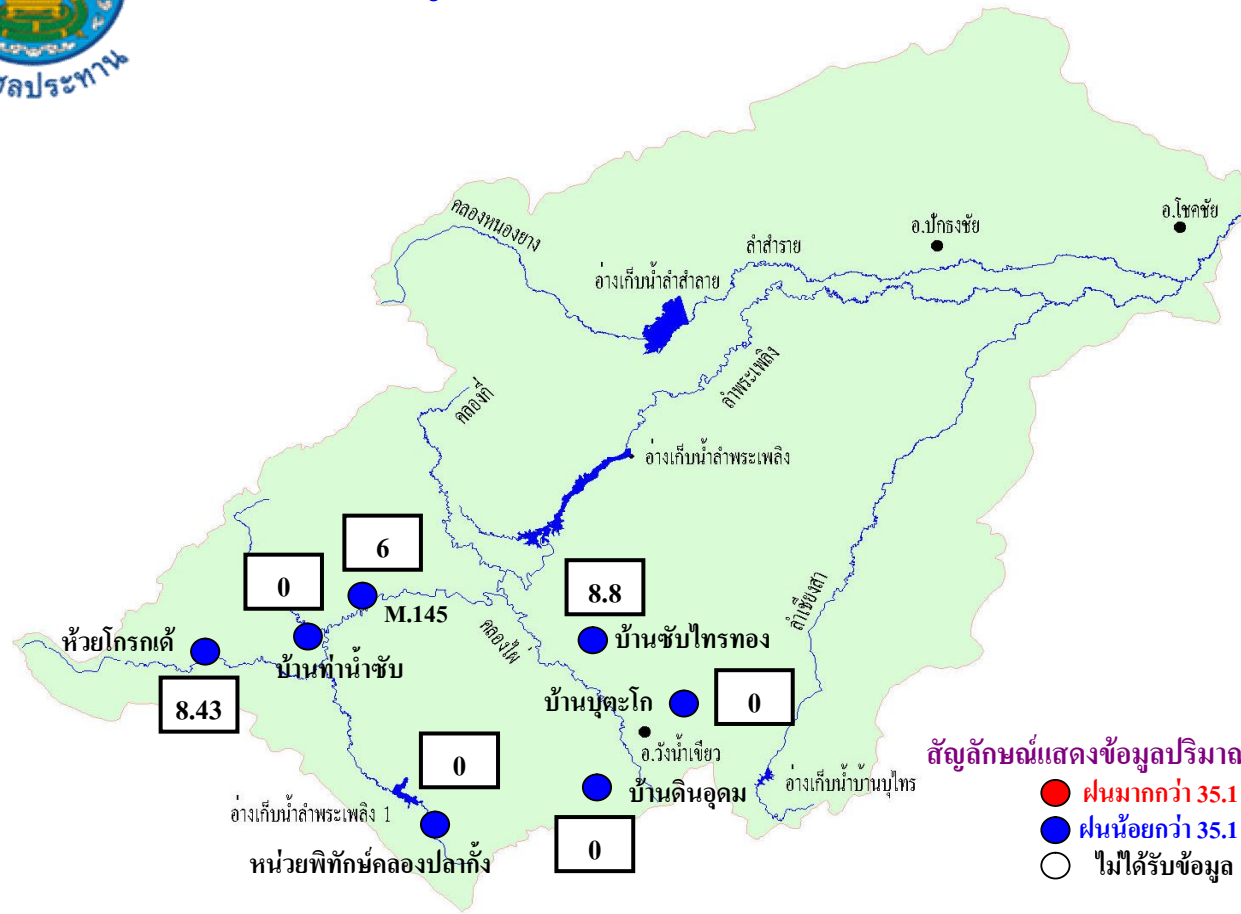 คลองหนองยาง
อ.โชคชัย
อ.ปักธงชัย
ลำสำราย
อ่างเก็บน้ำลำสำลาย
ลำพระเพลิง
คลองกี่
อ่างเก็บน้ำลำพระเพลิง
6
0
8.8
ลำเชียงสา
M.145
ห้วยโกรกเด้
บ้านท่าน้ำซับ
คลองไผ่
บ้านซับไทรทอง
8.43
บ้านบุตะโก
0
อ.วังน้ำเขียว
0
สัญลักษณ์แสดงข้อมูลปริมาณ
อ่างเก็บน้ำบ้านบุไทร
ฝนมากกว่า 35.1
บ้านดินอุดม
อ่างเก็บน้ำลำพระเพลิง 1
ฝนน้อยกว่า 35.1
0
หน่วยพิทักษ์คลองปลากั้ง
ไม่ได้รับข้อมูล